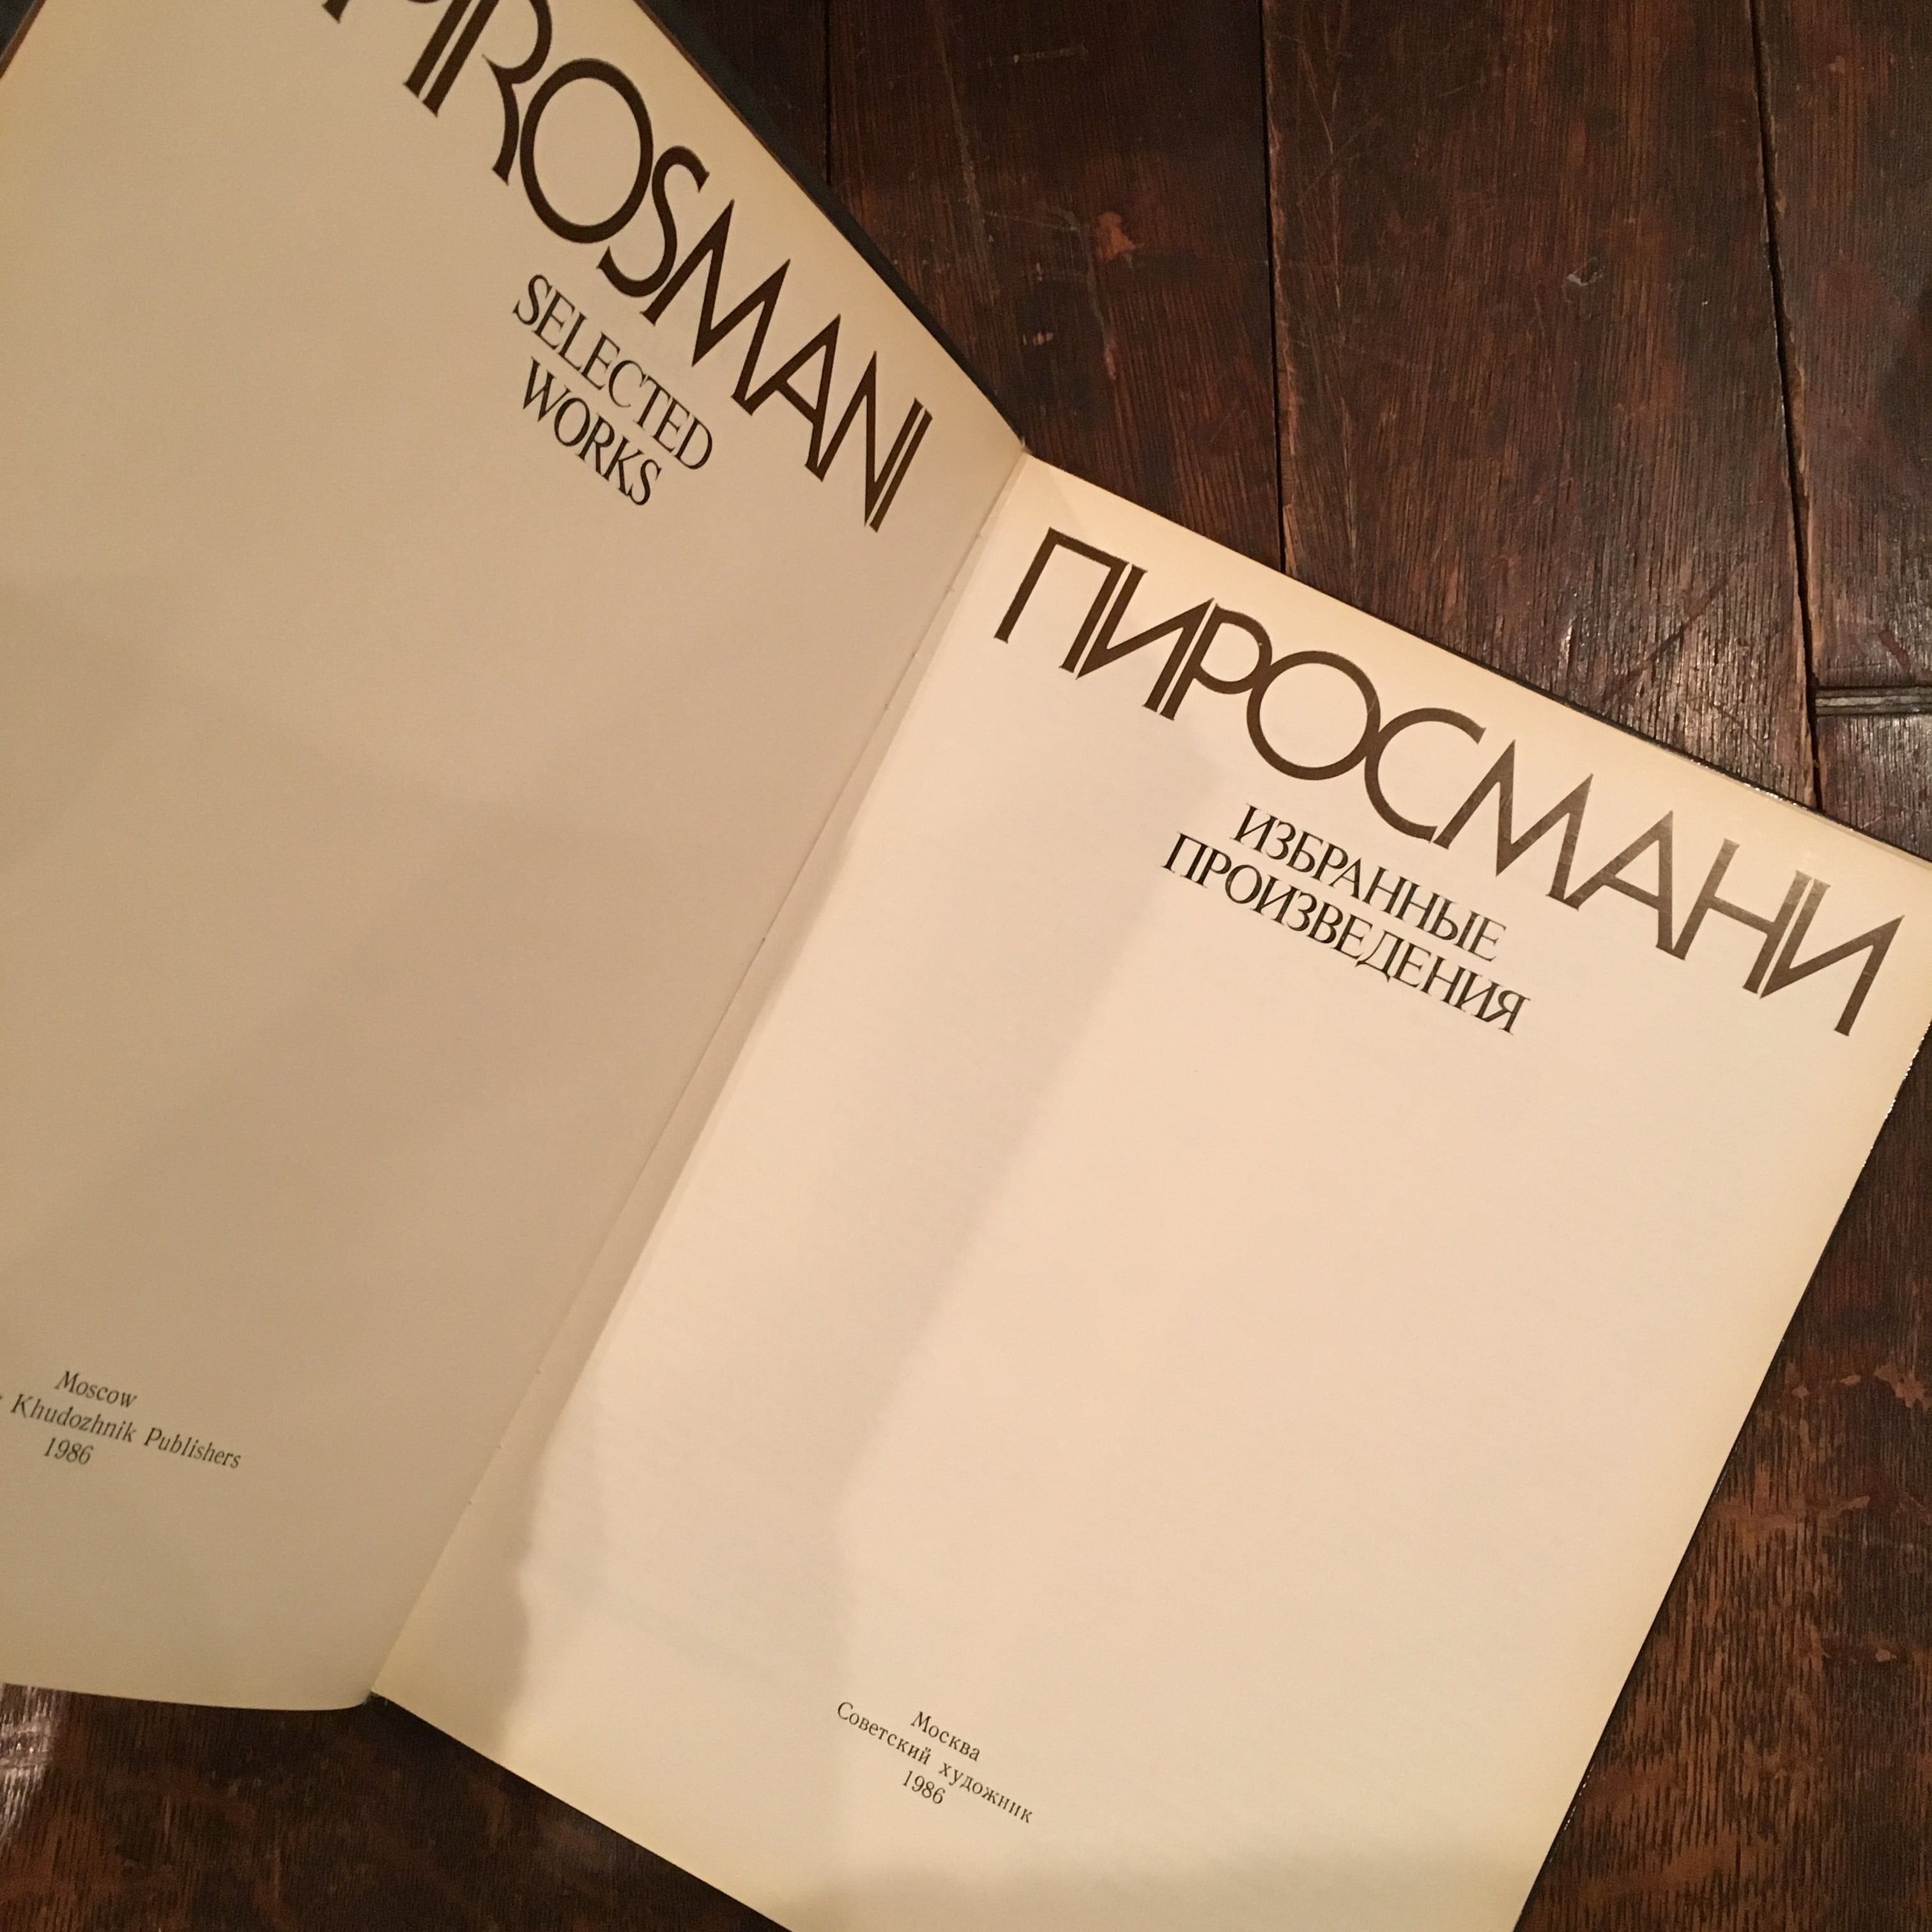 PIROSMANI
SELECTED
WORKS
Moscow
Khudozhnik Publishers
1986
ПИРОСМАНИ
ИЗБРАННЫЕ
ПРОИЗВЕДЕНИЯ
Москва
Советский художник
1986